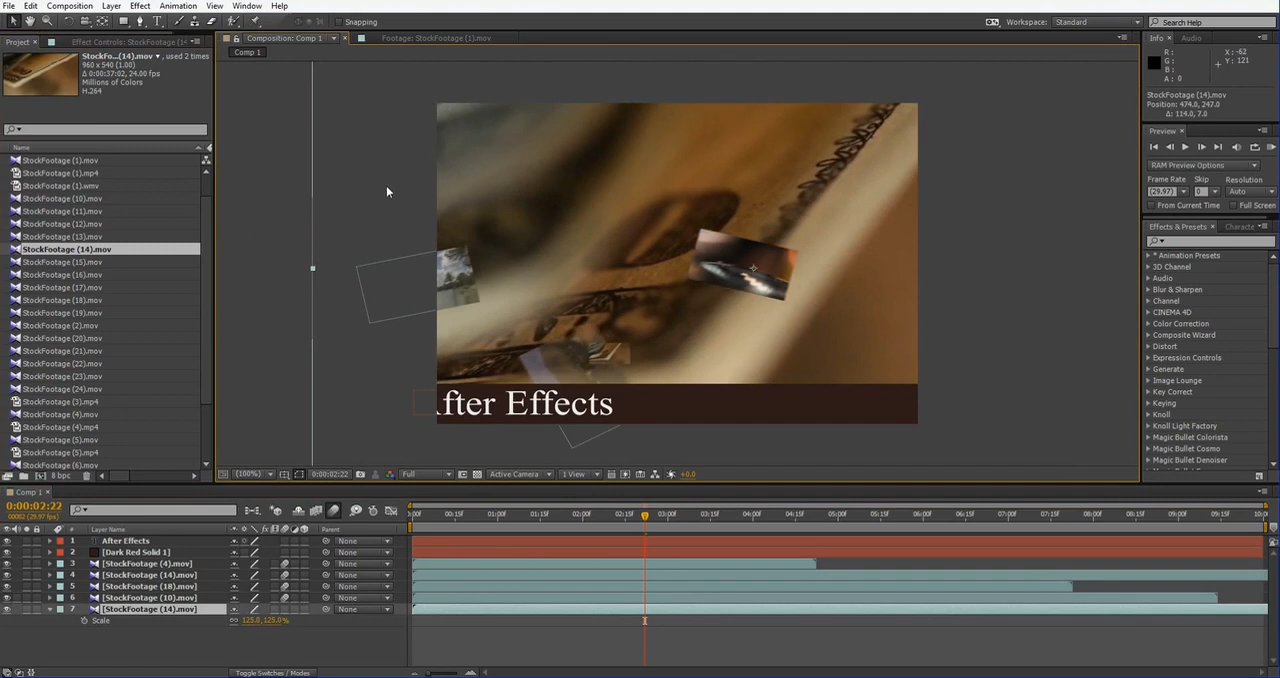 File Edit Composition Layer Effect Animation View Window Help
Snapping
Workspace: Standard
Search Help
Project Effect Controls: StockFootage (14
StockFo...(14).mov , used 2 times
960 x 540 (1.00)
Δ 0:00:37:02, 24.00 fps
Millions of Colors
H.264
Name
StockFootage (1).mov
StockFootage (1).mp4
StockFootage (1).wmv
StockFootage (10).mov
StockFootage (11).mov
StockFootage (12).mov
StockFootage (13).mov
StockFootage (14).mov
StockFootage (15).mov
StockFootage (16).mov
StockFootage (17).mov
StockFootage (18).mov
StockFootage (19).mov
StockFootage (2).mov
StockFootage (20).mov
StockFootage (21).mov
StockFootage (22).mov
StockFootage (23).mov
StockFootage (24).mov
StockFootage (3).mp4
StockFootage (4).mov
StockFootage (4).mp4
StockFootage (5).mov
StockFootage (5).mp4
StockFootage (6).mov
8 bpc
Composition: Comp 1
Footage: StockFootage (1).mov
Comp 1
fter Effects
(100%) 0:00:02:22 Full Active Camera 1 View +0.0
Info Audio
R : X : -62
G : Y : 121
B :
A : 0
StockFootage (14).mov
Position: 474.0, 247.0
Δ: 114.0, 7.0
Preview
RAM Preview Options
Frame Rate Skip Resolution
(29.97) 0 Auto
From Current Time Full Screen
Effects & Presets Characte
* Animation Presets
3D Channel
Audio
Blur & Sharpen
Channel
CINEMA 4D
Color Correction
Composite Wizard
Distort
Expression Controls
Generate
Image Lounge
Key Correct
Keying
Knoll
Knoll Light Factory
Magic Bullet Colorista
Magic Bullet Cosmo
Magic Bullet Denoiser
Comp 1
0:00:02:22
00082 (29.97 fps)
:00f 00:15f 01:00f 01:15f 02:00f 02:15f 03:00f 03:15f 04:00f 04:15f 05:00f 05:15f 06:00f 06:15f 07:00f 07:15f 08:00f 08:15f 09:00f 09:15f 10:0
# Layer Name Parent
1 After Effects None
2 [Dark Red Solid 1] None
3 [StockFootage (4).mov] None
4 [StockFootage (14).mov] None
5 [StockFootage (18).mov] None
6 [StockFootage (10).mov] None
7 [StockFootage (14).mov] None
Scale 125.0,125.0%
Toggle Switches / Modes